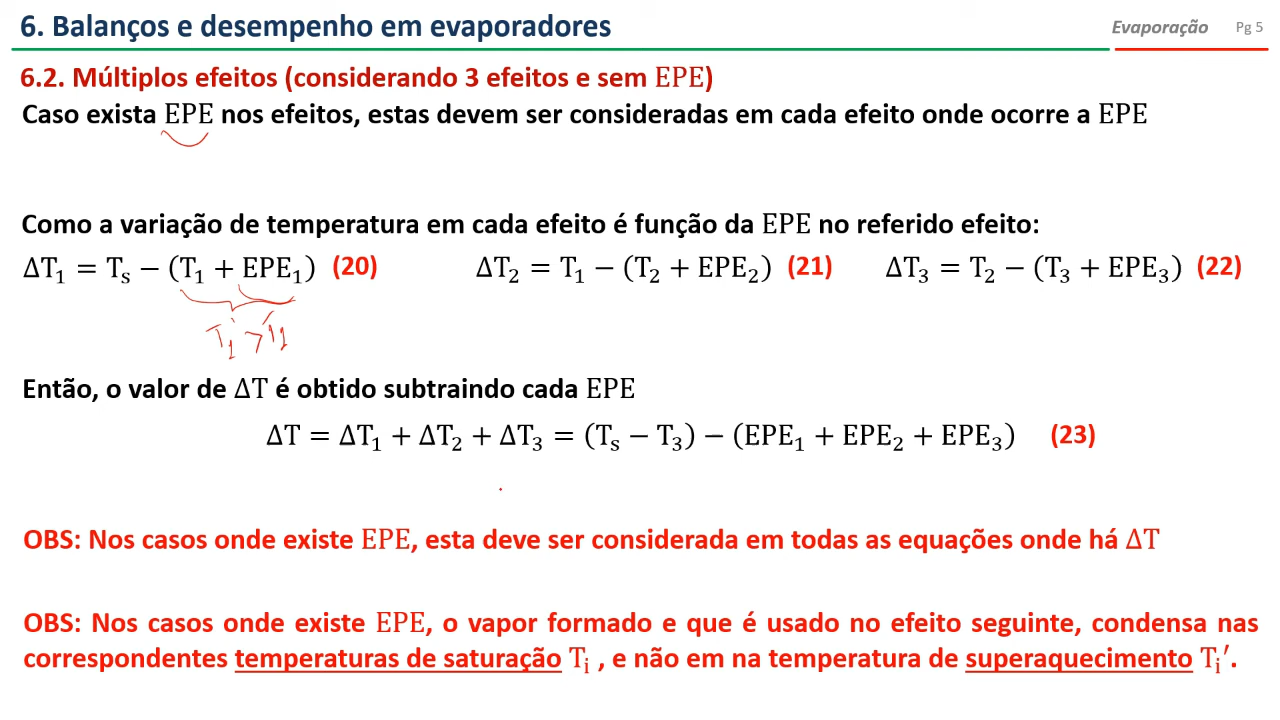 6. Balanços e desempenho em evaporadores
Evaporação Pg 5
6.2. Múltiplos efeitos (considerando 3 efeitos e sem EPE)
Caso exista EPE nos efeitos, estas devem ser consideradas em cada efeito onde ocorre a EPE
Como a variação de temperatura em cada efeito é função da EPE no referido efeito:
ΔT₁ = Tₛ − (T₁ + EPE₁) (20) ΔT₂ = T₁ − (T₂ + EPE₂) (21) ΔT₃ = T₂ − (T₃ + EPE₃) (22)
T₁' > T₁
Então, o valor de ΔT é obtido subtraindo cada EPE
ΔT = ΔT₁ + ΔT₂ + ΔT₃ = (Tₛ − T₃) − (EPE₁ + EPE₂ + EPE₃) (23)
OBS: Nos casos onde existe EPE, esta deve ser considerada em todas as equações onde há ΔT
OBS: Nos casos onde existe EPE, o vapor formado e que é usado no efeito seguinte, condensa nas
correspondentes temperaturas de saturação Tᵢ , e não em na temperatura de superaquecimento Tᵢ′.